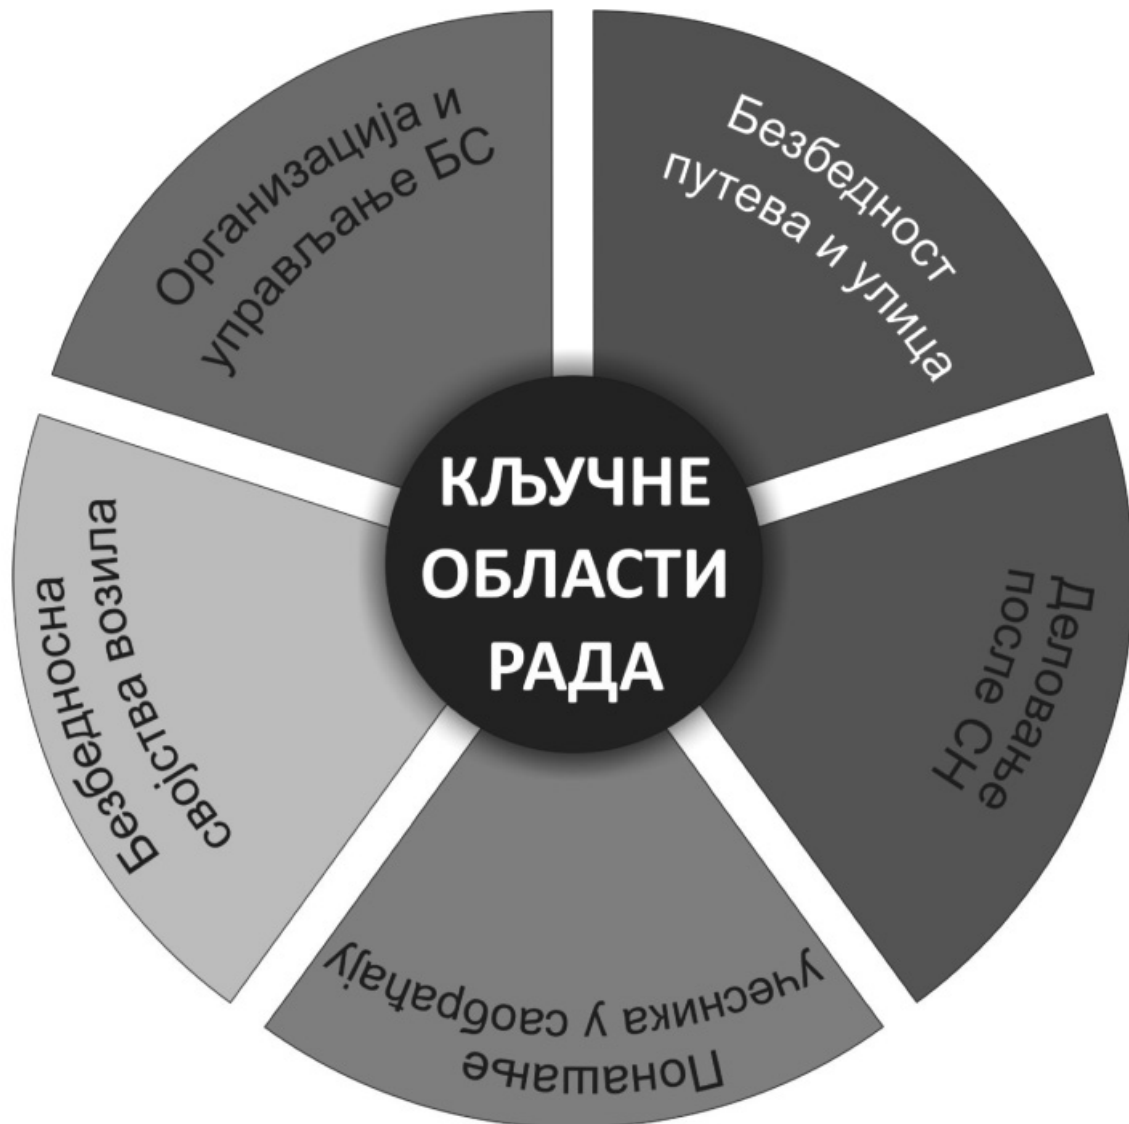 КЉУЧНЕ
ОБЛАСТИ
РАДА
Организација и
управљање БС
Безбедност
путева и улица
Деловање
после СН
Понашање
учесника у саобраћају
Безбедносна
својства возила